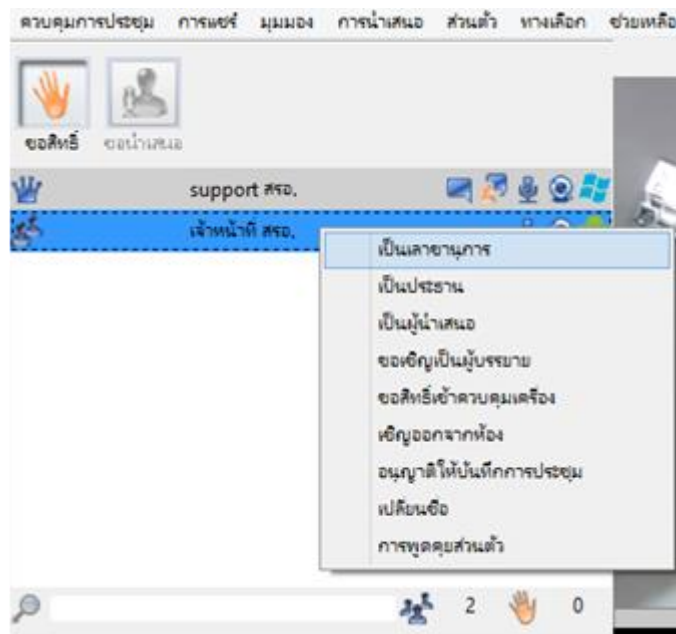 ควบคุมการประชุม การแชร์ มุมมอง การนำเสนอ ส่วนตัว ทางเลือก ช่วยเหลือ
ขอสิทธิ์ ขอนำเสนอ
support สรอ.
เจ้าหน้าที่ สรอ.
เป็นเลขานุการ
เป็นประธาน
เป็นผู้นำเสนอ
ขอเชิญเป็นผู้บรรยาย
ขอสิทธิ์เข้าควบคุมเครื่อง
เชิญออกจากห้อง
อนุญาติให้บันทึกการประชุม
เปลี่ยนชื่อ
การพูดคุยส่วนตัว
2 0